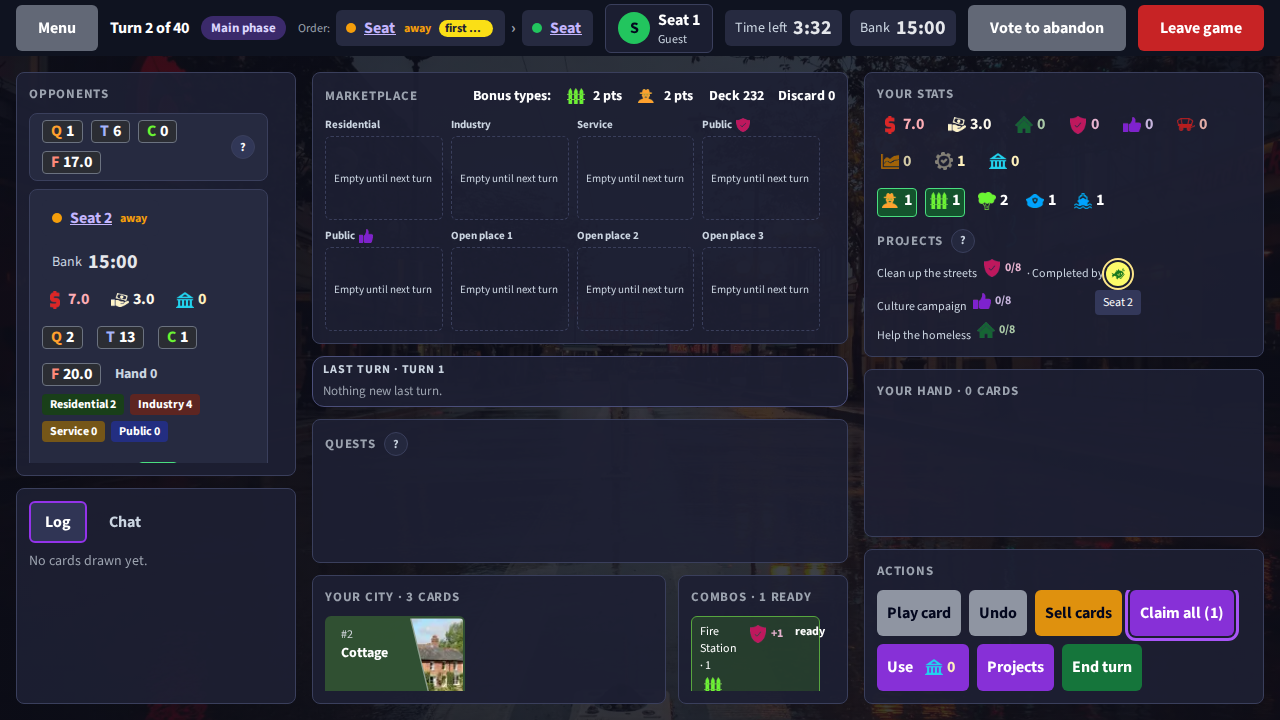 Menu
Turn 2 of 40
Main phase
Order:
Seat away first ...
›
Seat
S
Seat 1
Guest
Time left 3:32
Bank 15:00
Vote to abandon
Leave game
OPPONENTS
Q 1 T 6 C 0
F 17.0
?
Seat 2 away
Bank 15:00
7.0 3.0 0
Q 2 T 13 C 1
F 20.0 Hand 0
Residential 2 Industry 4
Service 0 Public 0
Log Chat
No cards drawn yet.
MARKETPLACE
Bonus types: 2 pts 2 pts Deck 232 Discard 0
Residential Industry Service Public
Empty until next turn Empty until next turn Empty until next turn Empty until next turn
Public Open place 1 Open place 2 Open place 3
Empty until next turn Empty until next turn Empty until next turn Empty until next turn
LAST TURN · TURN 1
Nothing new last turn.
QUESTS ?
YOUR CITY · 3 CARDS
#2
Cottage
COMBOS · 1 READY
Fire
Station
· 1
+1
ready
YOUR STATS
$ 7.0 3.0 0 0 0 0
0 1 0
1 1 2 1 1
PROJECTS ?
Clean up the streets 0/8 · Completed by
Seat 2
Culture campaign 0/8
Help the homeless 0/8
YOUR HAND · 0 CARDS
ACTIONS
Play card Undo Sell cards Claim all (1)
Use 0 Projects End turn